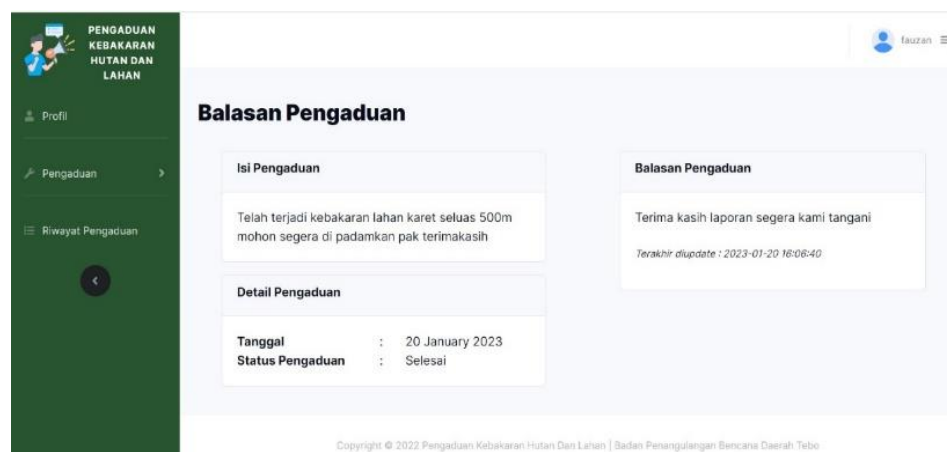 PENGADUAN
KEBAKARAN
HUTAN DAN
LAHAN
fauzan
Profil
Pengaduan
Riwayat Pengaduan
Balasan Pengaduan
Isi Pengaduan
Telah terjadi kebakaran lahan karet seluas 500m
mohon segera di padamkan pak terimakasih
Detail Pengaduan
Tanggal : 20 January 2023
Status Pengaduan : Selesai
Balasan Pengaduan
Terima kasih laporan segera kami tangani
Terakhir diupdate : 2023-01-20 16:06:40
Copyright © 2022 Pengaduan Kebakaran Hutan Dan Lahan | Badan Penangulangan Bencana Daerah Tebo